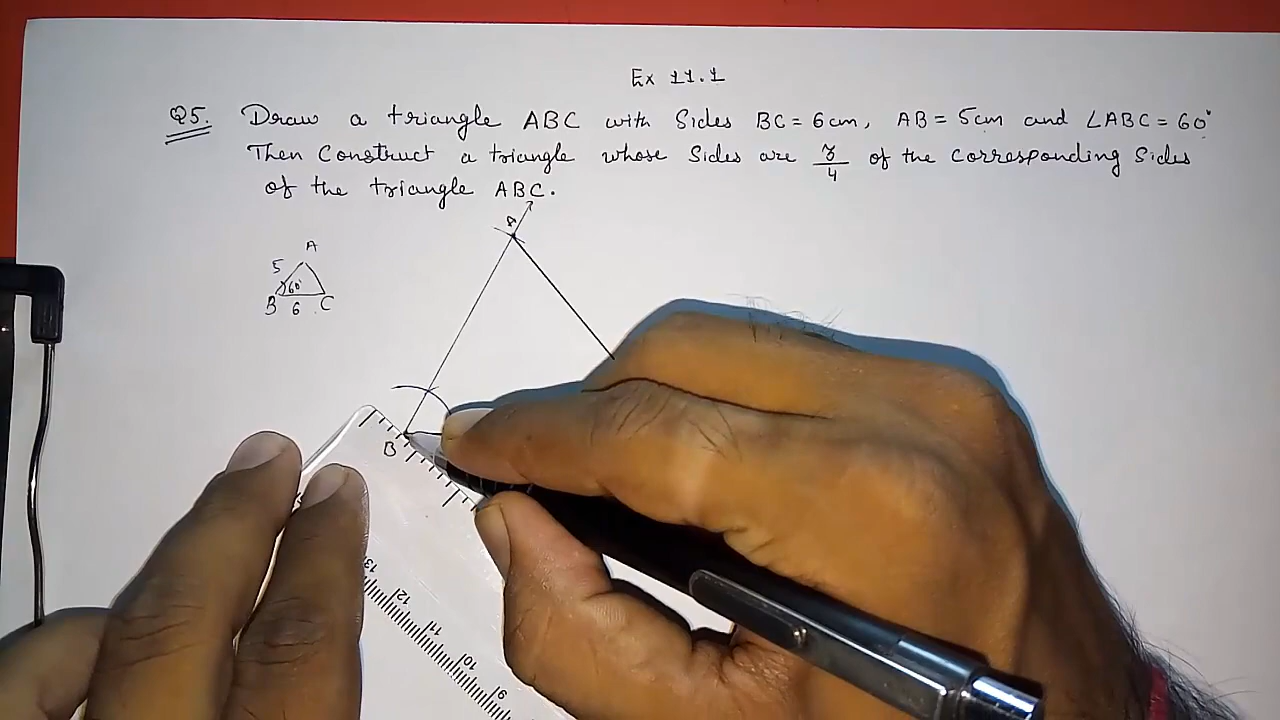 Ex 11.1
Q5. Draw a triangle ABC with Sides BC = 6cm, AB = 5cm and ∠ABC = 60°
Then Construct a triangle whose Sides are 3/4 of the corresponding Sides
of the triangle ABC.
A
A
5
60°
B 6 C
B
13
12
11
10
9